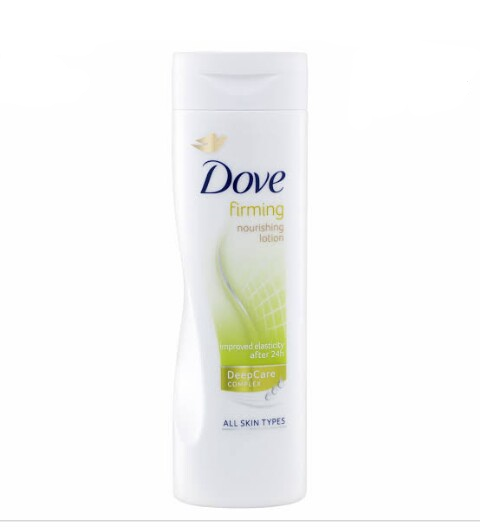 Dove
firming
nourishing
lotion
improved elasticity
after 24h
DeepCare
COMPLEX
ALL SKIN TYPES